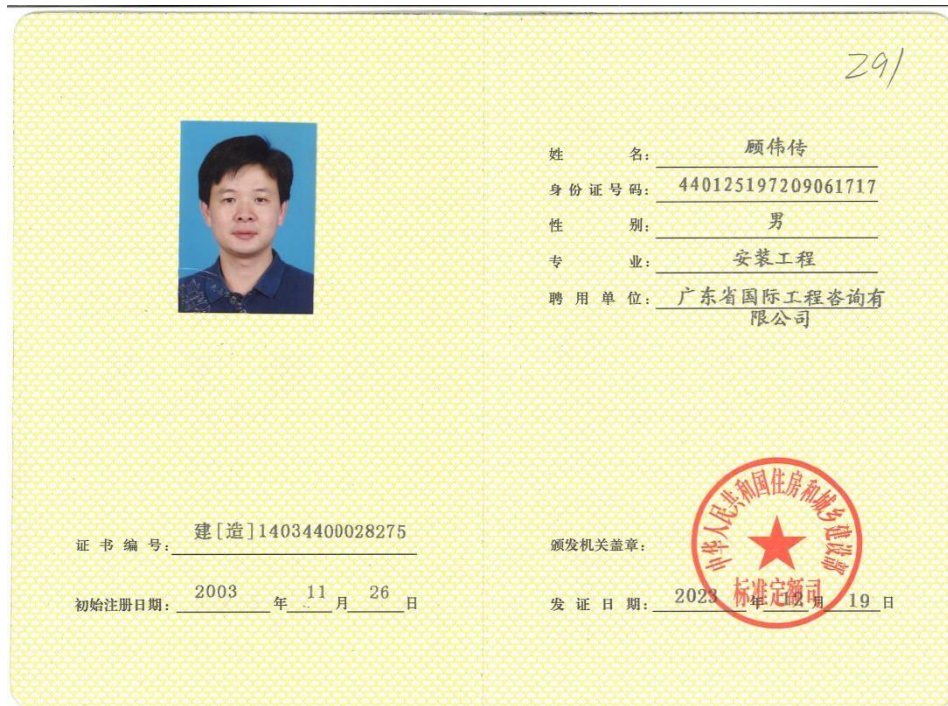 291
姓 名: 顾伟传
身份证号码: 440125197209061717
性 别: 男
专 业: 安装工程
聘用单位: 广东省国际工程咨询有
限公司
证书编号: 建[造]14034400028275
初始注册日期: 2003 年 11 月 26 日
颁发机关盖章:
中华人民共和国住房和城乡建设部
标准定额司
发证日期: 2023 年 12 月 19 日